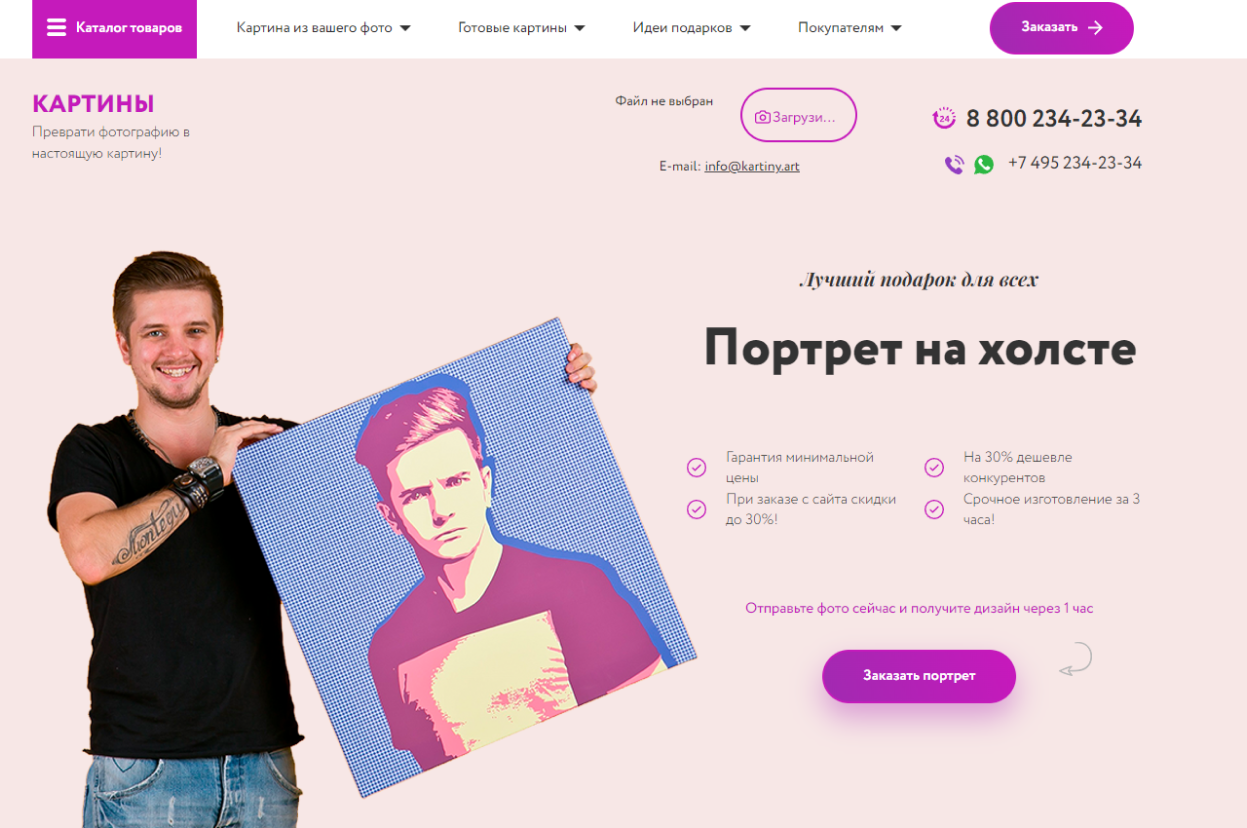 Каталог товаров
Картина из вашего фото
Готовые картины
Идеи подарков
Покупателям
Заказать
КАРТИНЫ
Преврати фотографию в
настоящую картину!
Файл не выбран
Загрузи...
E-mail: info@kartiny.art
24
8 800 234-23-34
+7 495 234-23-34
Лучший подарок для всех
Портрет на холсте
Гарантия минимальной
цены
На 30% дешевле
конкурентов
При заказе с сайта скидки
до 30%!
Срочное изготовление за 3
часа!
Отправьте фото сейчас и получите дизайн через 1 час
Заказать портрет